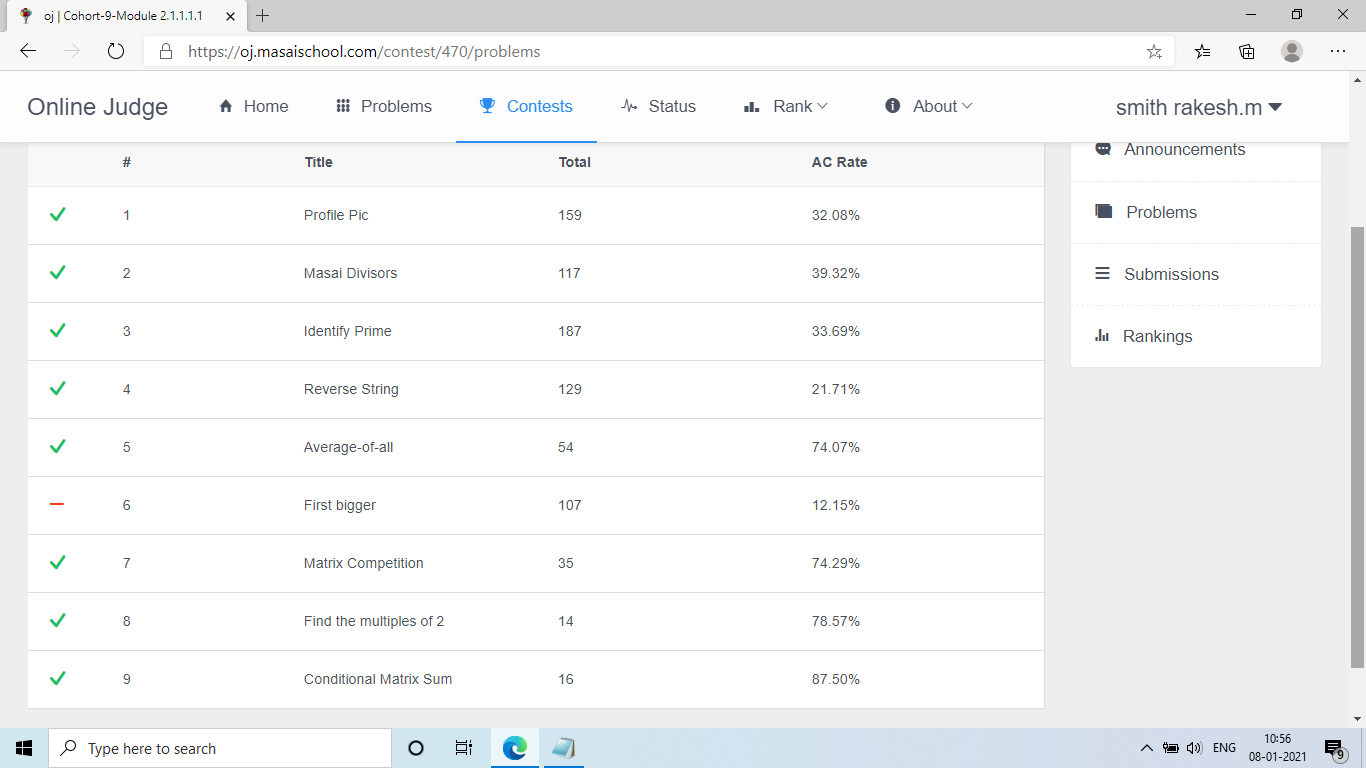 oj | Cohort-9-Module 2.1.1.1.1
https://oj.masaischool.com/contest/470/problems
Online Judge Home Problems Contests Status Rank About smith rakesh.m
# Title Total AC Rate
1 Profile Pic 159 32.08%
2 Masai Divisors 117 39.32%
3 Identify Prime 187 33.69%
4 Reverse String 129 21.71%
5 Average-of-all 54 74.07%
6 First bigger 107 12.15%
7 Matrix Competition 35 74.29%
8 Find the multiples of 2 14 78.57%
9 Conditional Matrix Sum 16 87.50%
Announcements
Problems
Submissions
Rankings
Type here to search
ENG
10:56
08-01-2021
9